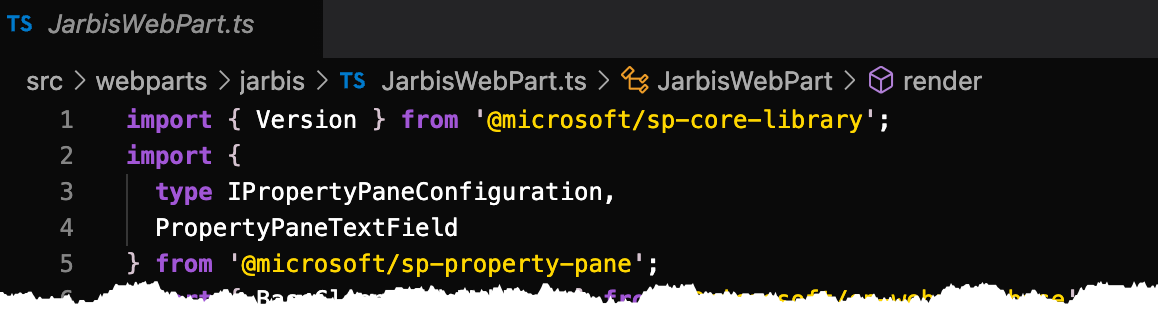 TS JarbisWebPart.ts
src > webparts > jarbis > TS JarbisWebPart.ts > JarbisWebPart > render
1 import { Version } from '@microsoft/sp-core-library';
2 import {
3 type IPropertyPaneConfiguration,
4 PropertyPaneTextField
5 } from '@microsoft/sp-property-pane';